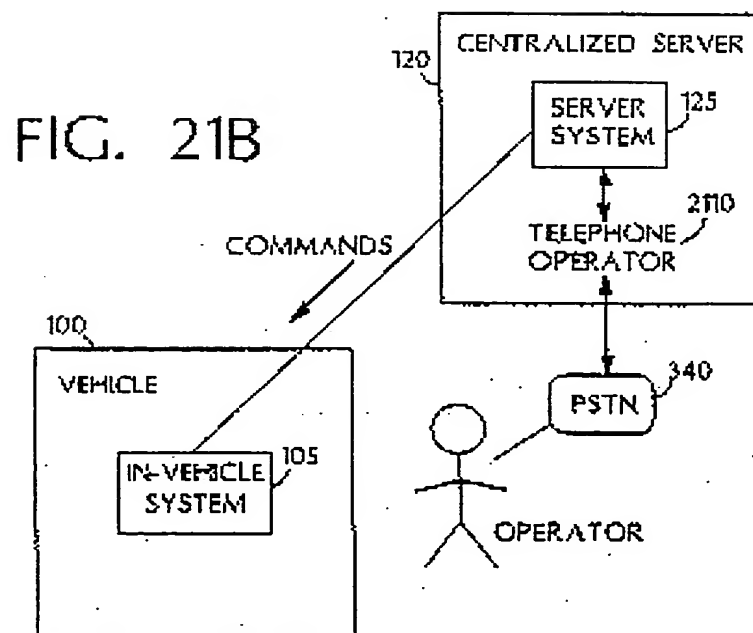 FIG. 21B
120
CENTRALIZED SERVER
SERVER
SYSTEM
125
TELEPHONE
OPERATOR
2110
COMMANDS
100
VEHICLE
IN-VEHICLE
SYSTEM
105
PSTN
340
OPERATOR